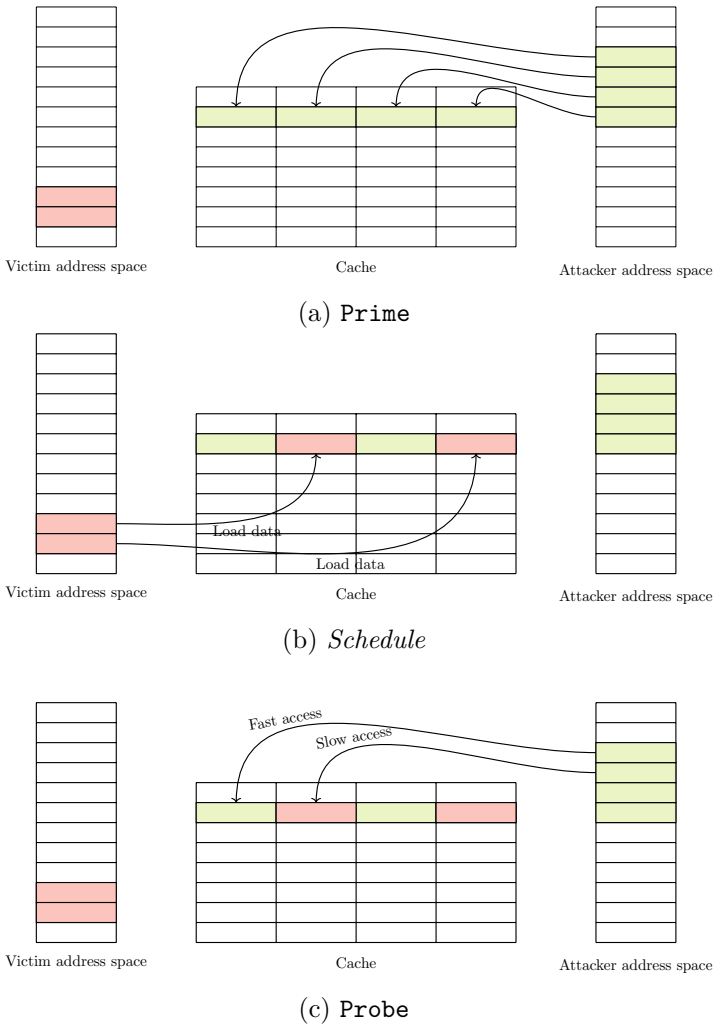 Victim address space
Cache
Attacker address space
(a) Prime
Load data
Load data
Victim address space
Cache
Attacker address space
(b) Schedule
Fast access
Slow access
Victim address space
Cache
Attacker address space
(c) Probe